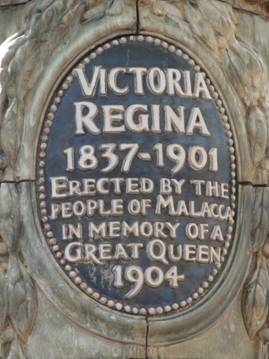 VICTORIA
REGINA
1837-1901
ERECTED BY THE
PEOPLE OF MALACCA
IN MEMORY OF A
GREAT QUEEN
1904